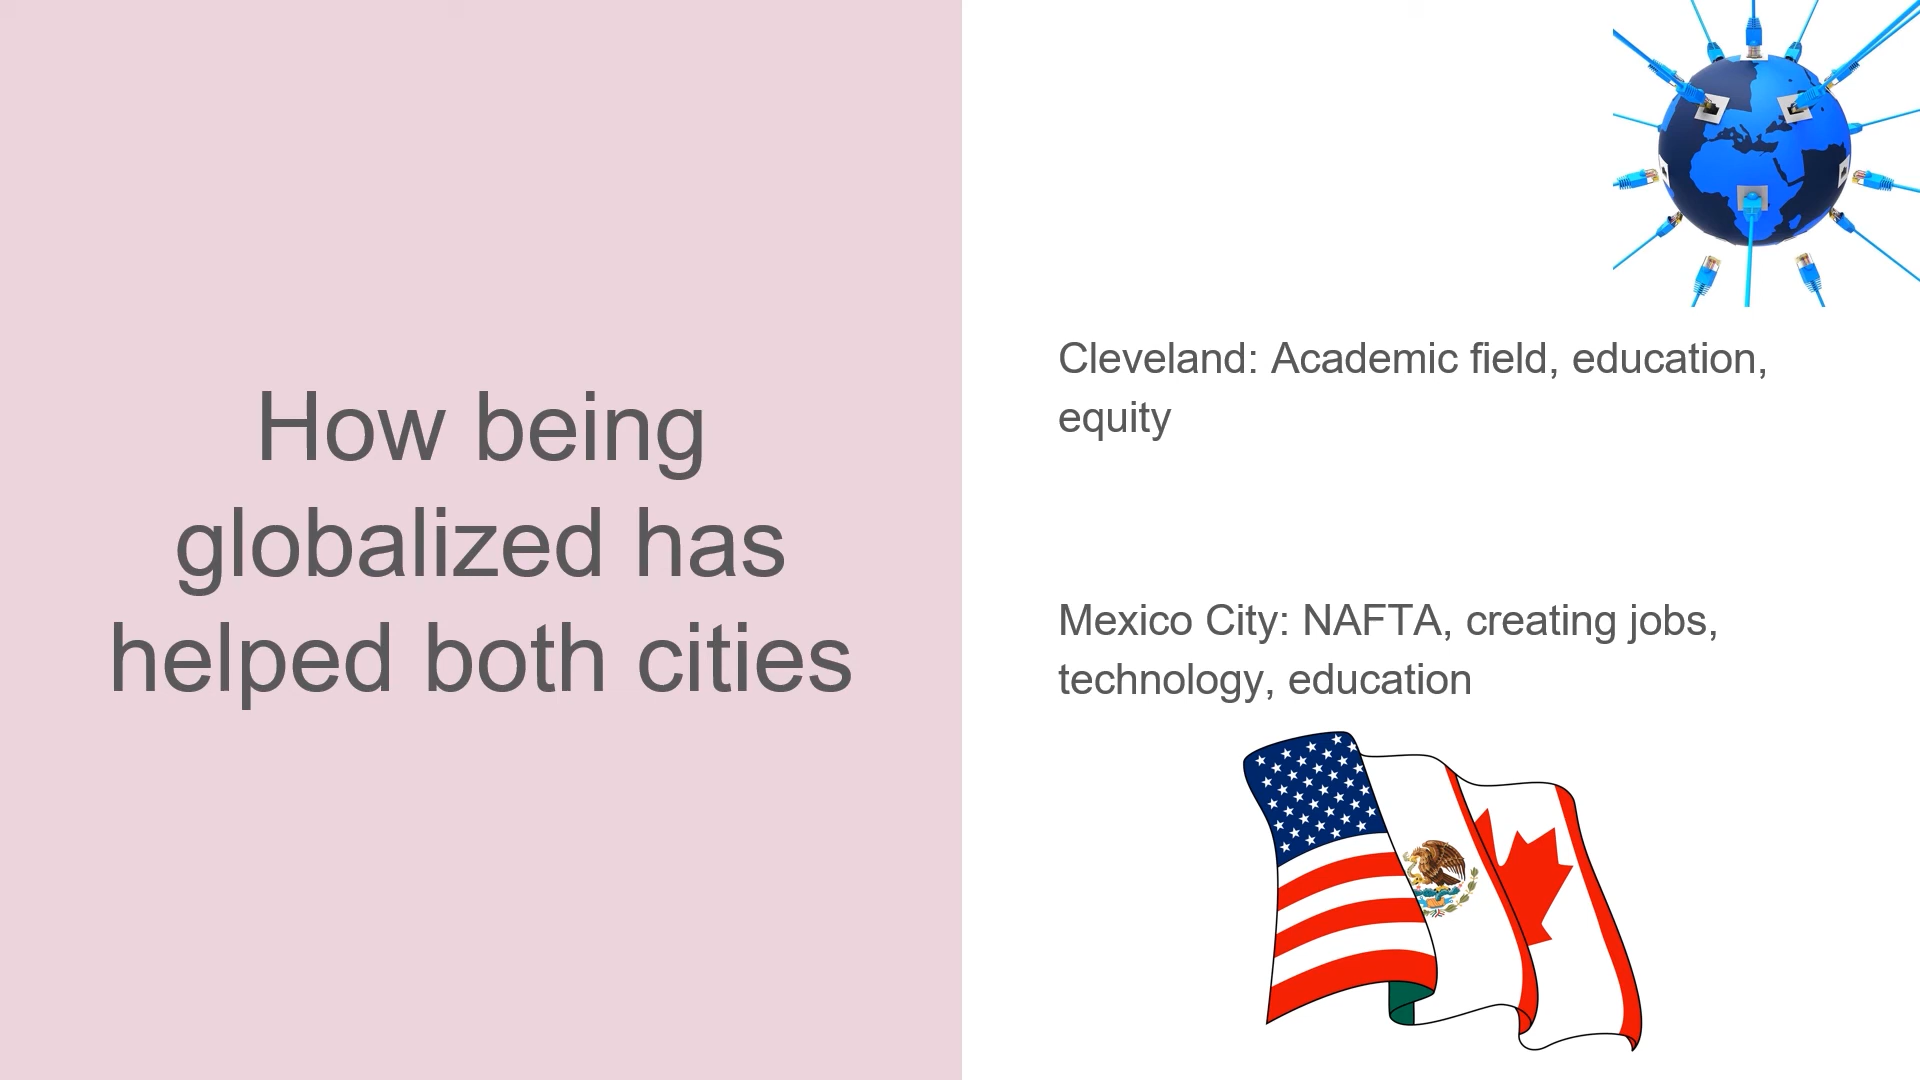 How being
globalized has
helped both cities
Cleveland: Academic field, education,
equity
Mexico City: NAFTA, creating jobs,
technology, education